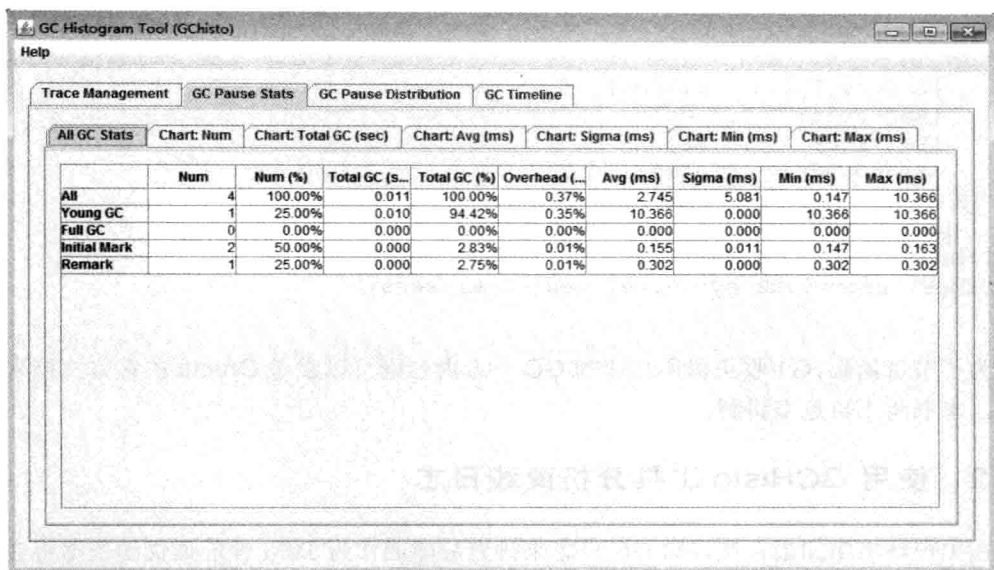 GC Histogram Tool (GChisto)
Help
Trace Management GC Pause Stats GC Pause Distribution GC Timeline
All GC Stats Chart: Num Chart: Total GC (sec) Chart: Avg (ms) Chart: Sigma (ms) Chart: Min (ms) Chart: Max (ms)
Num Num (%) Total GC (s... Total GC (%) Overhead (... Avg (ms) Sigma (ms) Min (ms) Max (ms)
All 4 100.00% 0.011 100.00% 0.37% 2.745 5.081 0.147 10.366
Young GC 1 25.00% 0.010 94.42% 0.35% 10.366 0.000 10.366 10.366
Full GC 0 0.00% 0.000 0.00% 0.00% 0.000 0.000 0.000 0.000
Initial Mark 2 50.00% 0.000 2.83% 0.01% 0.155 0.011 0.147 0.163
Remark 1 25.00% 0.000 2.75% 0.01% 0.302 0.000 0.302 0.302